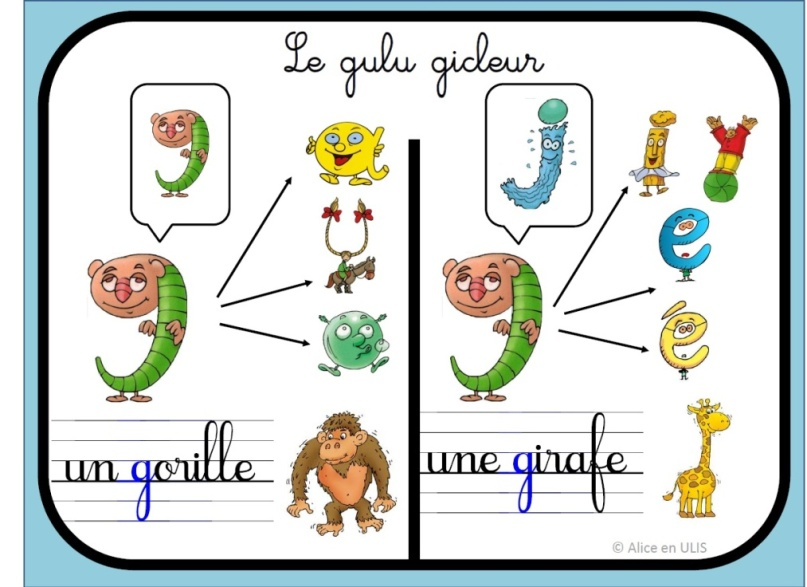 Le gulu gicleur
un gorille
une girafe
© Alice en ULIS